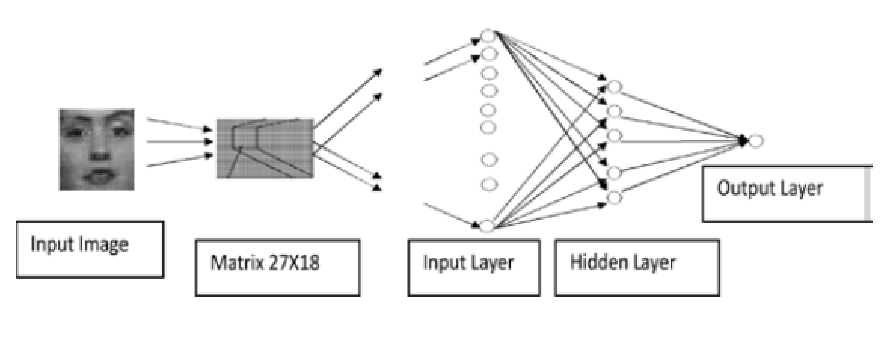 Input Image
Matrix 27X18
Input Layer
Hidden Layer
Output Layer